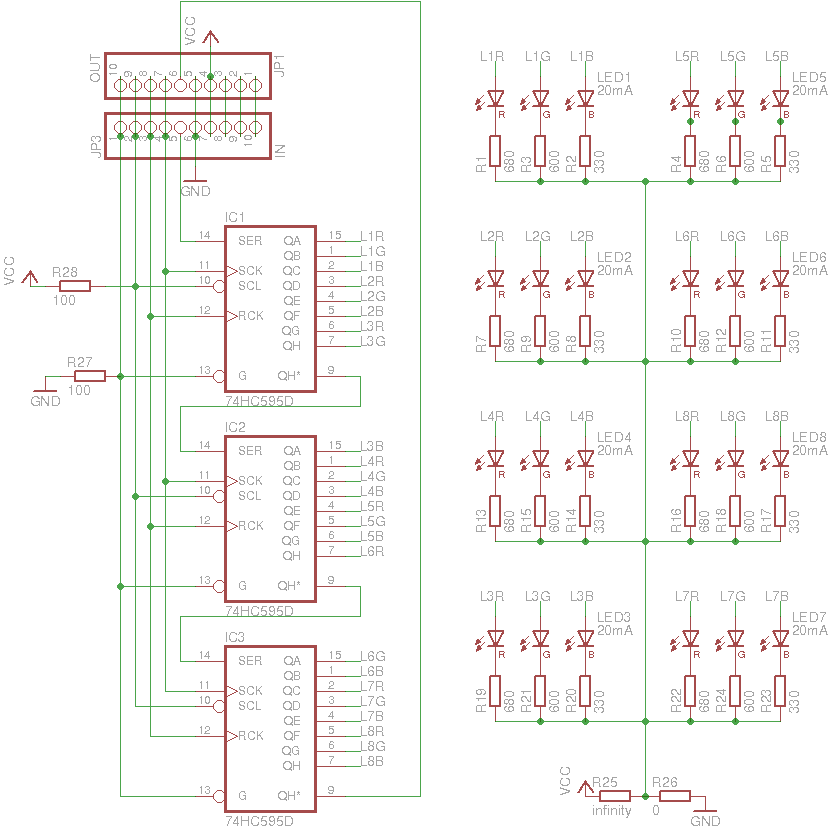 VCC
OUT
10 9 8 7 6 5 4 3 2 1
JP1
1 2 3 4 5 6 7 8 9 10
JP3
IN
GND
IC1
14 SER QA 15 L1R
QB 1 L1G
11 SCK QC 2 L1B
10 SCL QD 3 L2R
QE 4 L2G
12 RCK QF 5 L2B
QG 6 L3R
QH 7 L3G
13 G QH* 9
74HC595D
VCC
R28
100
R27
100
GND
IC2
14 SER QA 15 L3B
QB 1 L4R
11 SCK QC 2 L4G
10 SCL QD 3 L4B
QE 4 L5R
12 RCK QF 5 L5G
QG 6 L5B
QH 7 L6R
13 G QH* 9
74HC595D
IC3
14 SER QA 15 L6G
QB 1 L6B
11 SCK QC 2 L7R
10 SCL QD 3 L7G
QE 4 L7B
12 RCK QF 5 L8R
QG 6 L8G
QH 7 L8B
13 G QH* 9
74HC595D
L1R L1G L1B
LED1
20mA
R G B
R1 680 R3 600 R2 330
L5R L5G L5B
LED5
20mA
R G B
R4 680 R6 600 R5 330
L2R L2G L2B
LED2
20mA
R G B
R7 680 R9 600 R8 330
L6R L6G L6B
LED6
20mA
R G B
R10 680 R12 600 R11 330
L4R L4G L4B
LED4
20mA
R G B
R13 680 R15 600 R14 330
L8R L8G L8B
LED8
20mA
R G B
R16 680 R18 600 R17 330
L3R L3G L3B
LED3
20mA
R G B
R19 680 R21 600 R20 330
L7R L7G L7B
LED7
20mA
R G B
R22 680 R24 600 R23 330
VCC
R25
infinity
R26
0
GND